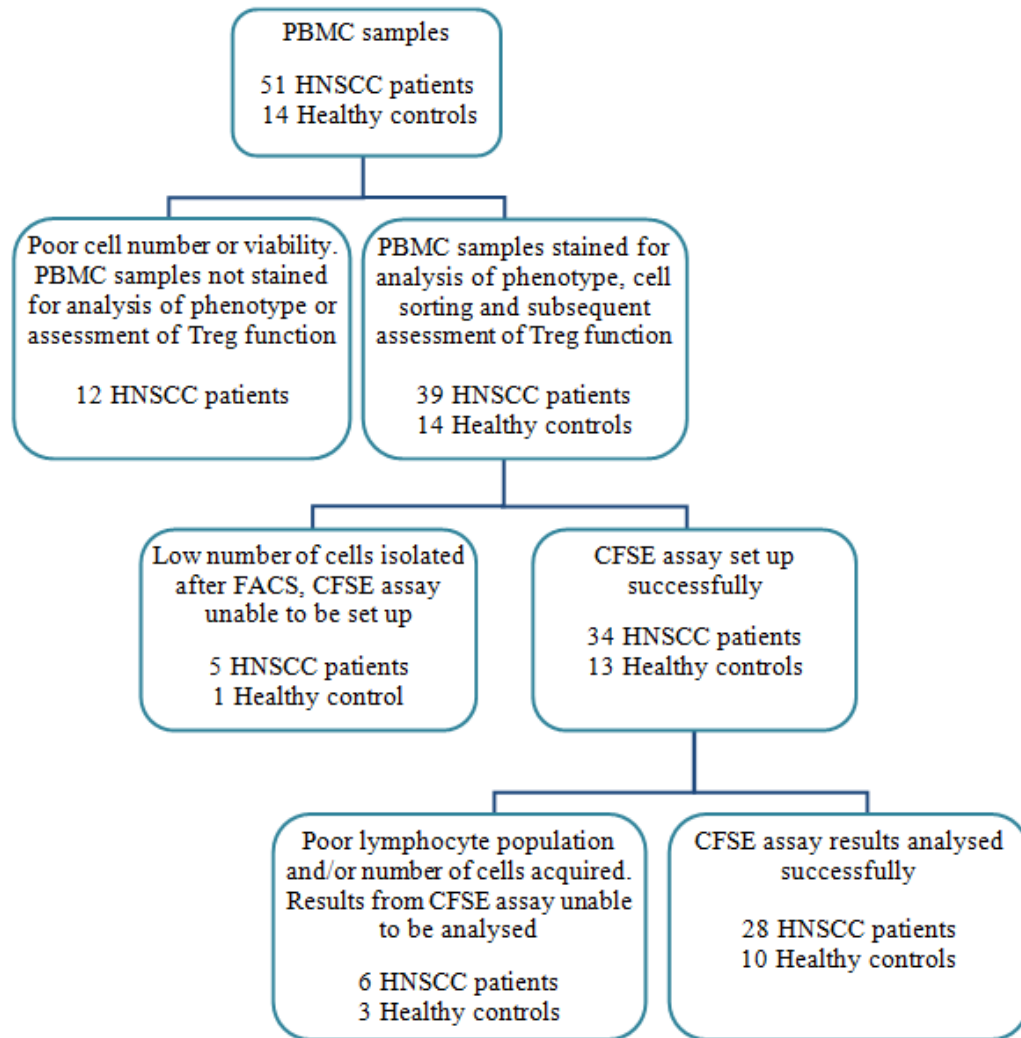 PBMC samples
51 HNSCC patients
14 Healthy controls
Poor cell number or viability.
PBMC samples not stained
for analysis of phenotype or
assessment of Treg function
12 HNSCC patients
PBMC samples stained for
analysis of phenotype, cell
sorting and subsequent
assessment of Treg function
39 HNSCC patients
14 Healthy controls
Low number of cells isolated
after FACS, CFSE assay
unable to be set up
5 HNSCC patients
1 Healthy control
CFSE assay set up
successfully
34 HNSCC patients
13 Healthy controls
Poor lymphocyte population
and/or number of cells acquired.
Results from CFSE assay unable
to be analysed
6 HNSCC patients
3 Healthy controls
CFSE assay results analysed
successfully
28 HNSCC patients
10 Healthy controls